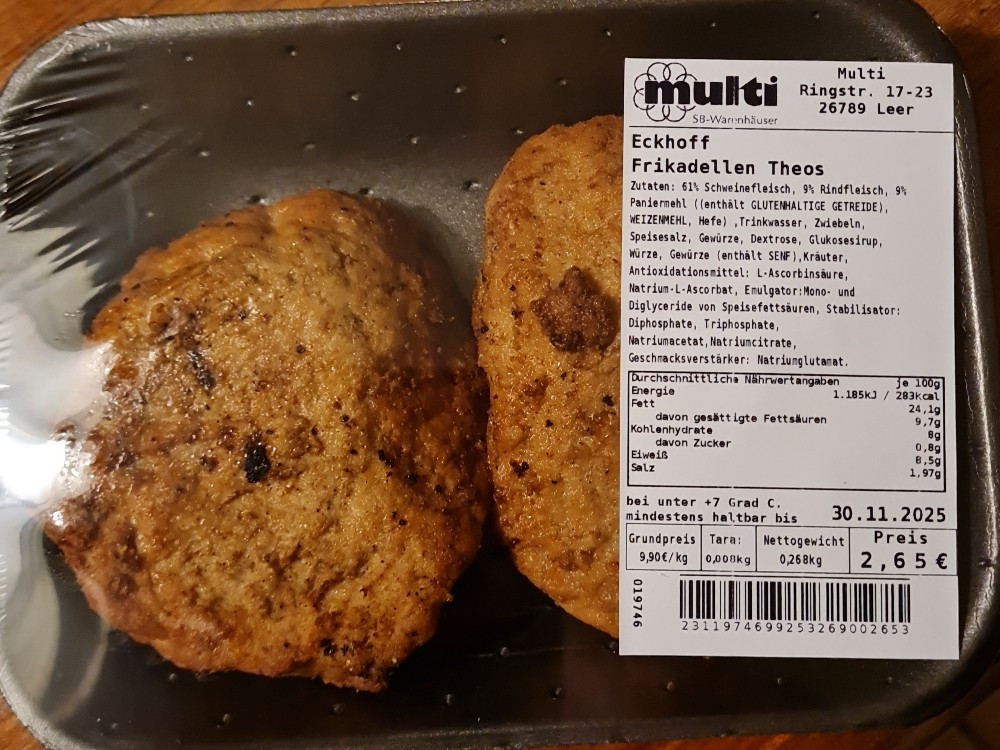 multi
SB-Warenhäuser
Multi
Ringstr. 17-23
26789 Leer
Eckhoff
Frikadellen Theos
Zutaten: 61% Schweinefleisch, 9% Rindfleisch, 9%
Paniermehl ((enthält GLUTENHALTIGE GETREIDE),
WEIZENMEHL, Hefe) ,Trinkwasser, Zwiebeln,
Speisesalz, Gewürze, Dextrose, Glukosesirup,
Würze, Gewürze (enthält SENF),Kräuter,
Antioxidationsmittel: L-Ascorbinsäure,
Natrium-L-Ascorbat, Emulgator:Mono- und
Diglyceride von Speisefettsäuren, Stabilisator:
Diphosphate, Triphosphate,
Natriumacetat,Natriumcitrate,
Geschmacksverstärker: Natriumglutamat.
Durchschnittliche Nährwertangaben je 100g
Energie 1.185kJ / 283kcal
Fett 24,1g
davon gesättigte Fettsäuren 9,7g
Kohlenhydrate 8g
davon Zucker 0,8g
Eiweiß 8,5g
Salz 1,97g
bei unter +7 Grad C.
mindestens haltbar bis 30.11.2025
Grundpreis Tara: Nettogewicht Preis
9,90€/kg 0,008kg 0,268kg 2,65€
019746
2311974699253269002653